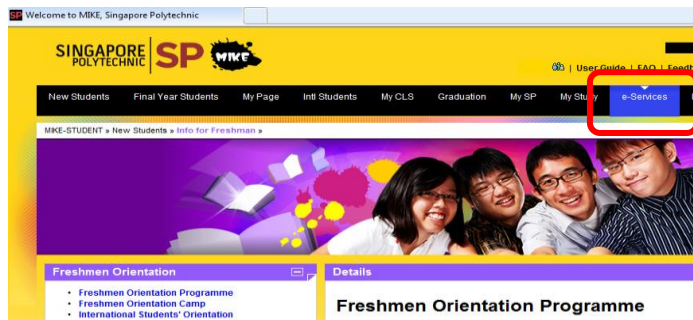 SP Welcome to MIKE, Singapore Polytechnic
SINGAPORE
POLYTECHNIC
SP
MIKE
| User Guide | FAQ | Feedb
New Students Final Year Students My Page Intl Students My CLS Graduation My SP My Study e-Services
MIKE-STUDENT » New Students » Info for Freshman »
Freshmen Orientation
• Freshmen Orientation Programme
• Freshmen Orientation Camp
• International Students' Orientation
Details
Freshmen Orientation Programme